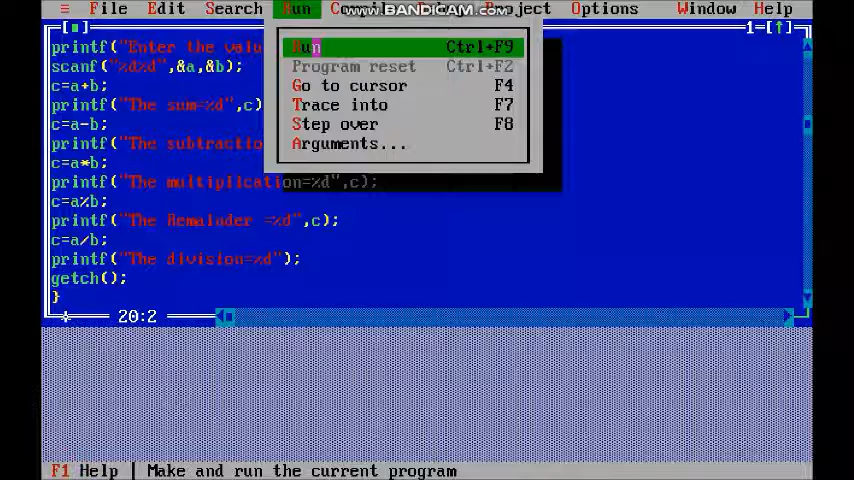 ≡ File Edit Search Run Co www.BANDICAM.com Project Options Window Help
[■] 1=[↑]
printf("Enter the valu
Run Ctrl+F9
scanf("%d%d",&a,&b);
Program reset Ctrl+F2
c=a+b;
Go to cursor F4
printf("The sum=%d",c)
Trace into F7
c=a-b;
Step over F8
printf("The subtractio
Arguments...
c=a*b;
printf("The multiplication=%d",c);
c=a%b;
printf("The Remalader =%d",c);
c=a/b;
printf("The division=%d");
getch();
}
20:2
F1 Help | Make and run the current program